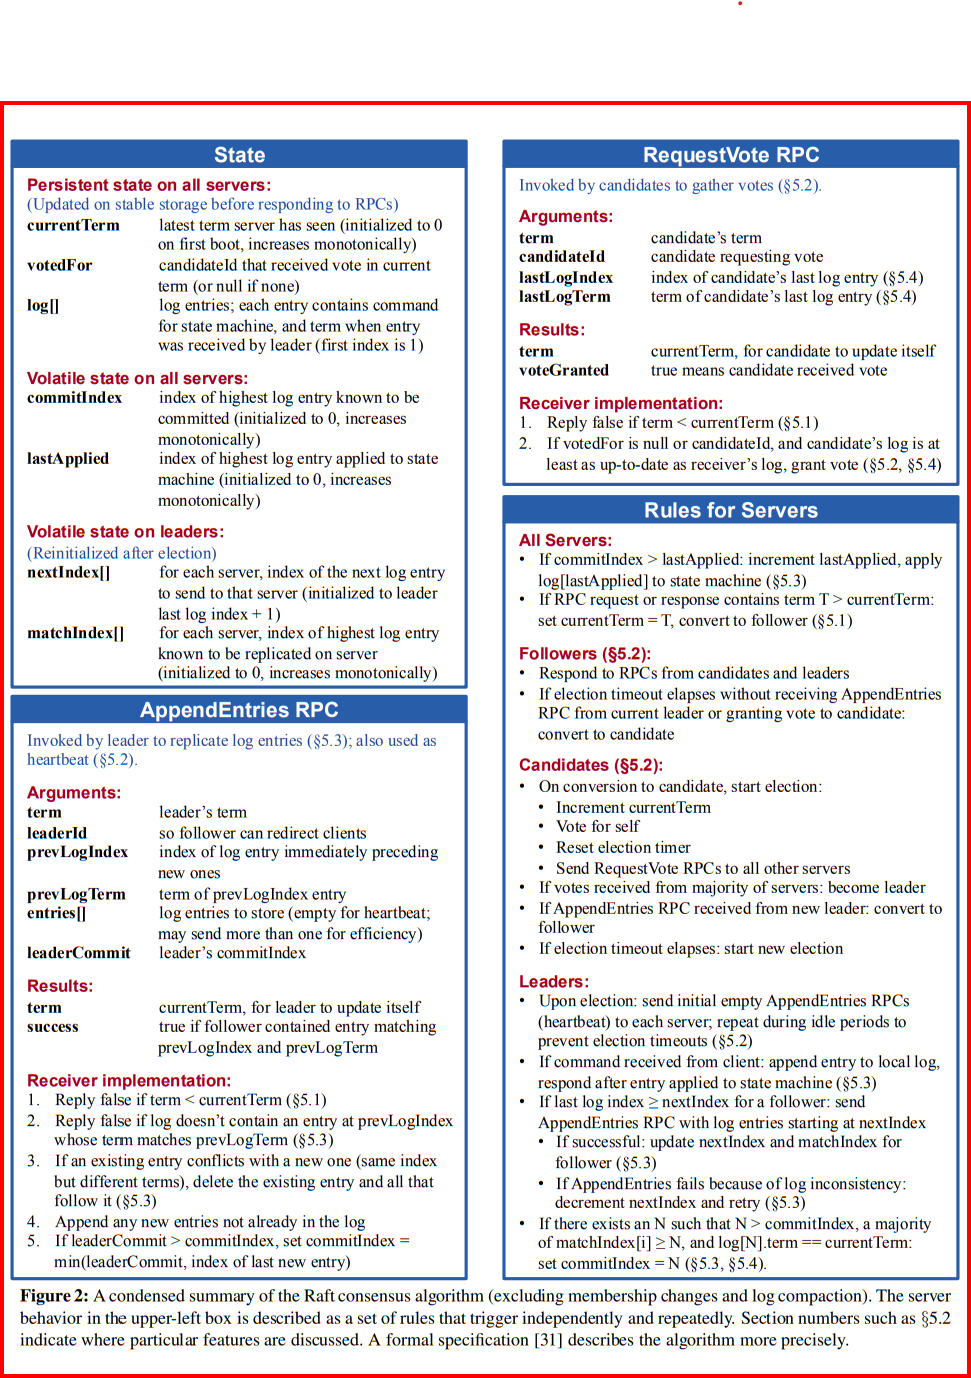 State
Persistent state on all servers:
(Updated on stable storage before responding to RPCs)
currentTerm latest term server has seen (initialized to 0
on first boot, increases monotonically)
votedFor candidateId that received vote in current
term (or null if none)
log[] log entries; each entry contains command
for state machine, and term when entry
was received by leader (first index is 1)
Volatile state on all servers:
commitIndex index of highest log entry known to be
committed (initialized to 0, increases
monotonically)
lastApplied index of highest log entry applied to state
machine (initialized to 0, increases
monotonically)
Volatile state on leaders:
(Reinitialized after election)
nextIndex[] for each server, index of the next log entry
to send to that server (initialized to leader
last log index + 1)
matchIndex[] for each server, index of highest log entry
known to be replicated on server
(initialized to 0, increases monotonically)
AppendEntries RPC
Invoked by leader to replicate log entries (§5.3); also used as
heartbeat (§5.2).
Arguments:
term leader’s term
leaderId so follower can redirect clients
prevLogIndex index of log entry immediately preceding
new ones
prevLogTerm term of prevLogIndex entry
entries[] log entries to store (empty for heartbeat;
may send more than one for efficiency)
leaderCommit leader’s commitIndex
Results:
term currentTerm, for leader to update itself
success true if follower contained entry matching
prevLogIndex and prevLogTerm
Receiver implementation:
1. Reply false if term < currentTerm (§5.1)
2. Reply false if log doesn’t contain an entry at prevLogIndex
whose term matches prevLogTerm (§5.3)
3. If an existing entry conflicts with a new one (same index
but different terms), delete the existing entry and all that
follow it (§5.3)
4. Append any new entries not already in the log
5. If leaderCommit > commitIndex, set commitIndex =
min(leaderCommit, index of last new entry)
RequestVote RPC
Invoked by candidates to gather votes (§5.2).
Arguments:
term candidate’s term
candidateId candidate requesting vote
lastLogIndex index of candidate’s last log entry (§5.4)
lastLogTerm term of candidate’s last log entry (§5.4)
Results:
term currentTerm, for candidate to update itself
voteGranted true means candidate received vote
Receiver implementation:
1. Reply false if term < currentTerm (§5.1)
2. If votedFor is null or candidateId, and candidate’s log is at
least as up-to-date as receiver’s log, grant vote (§5.2, §5.4)
Rules for Servers
All Servers:
• If commitIndex > lastApplied: increment lastApplied, apply
log[lastApplied] to state machine (§5.3)
• If RPC request or response contains term T > currentTerm:
set currentTerm = T, convert to follower (§5.1)
Followers (§5.2):
• Respond to RPCs from candidates and leaders
• If election timeout elapses without receiving AppendEntries
RPC from current leader or granting vote to candidate:
convert to candidate
Candidates (§5.2):
• On conversion to candidate, start election:
• Increment currentTerm
• Vote for self
• Reset election timer
• Send RequestVote RPCs to all other servers
• If votes received from majority of servers: become leader
• If AppendEntries RPC received from new leader: convert to
follower
• If election timeout elapses: start new election
Leaders:
• Upon election: send initial empty AppendEntries RPCs
(heartbeat) to each server; repeat during idle periods to
prevent election timeouts (§5.2)
• If command received from client: append entry to local log,
respond after entry applied to state machine (§5.3)
• If last log index ≥ nextIndex for a follower: send
AppendEntries RPC with log entries starting at nextIndex
• If successful: update nextIndex and matchIndex for
follower (§5.3)
• If AppendEntries fails because of log inconsistency:
decrement nextIndex and retry (§5.3)
• If there exists an N such that N > commitIndex, a majority
of matchIndex[i] ≥ N, and log[N].term == currentTerm:
set commitIndex = N (§5.3, §5.4).
Figure 2: A condensed summary of the Raft consensus algorithm (excluding membership changes and log compaction). The server
behavior in the upper-left box is described as a set of rules that trigger independently and repeatedly. Section numbers such as §5.2
indicate where particular features are discussed. A formal specification [31] describes the algorithm more precisely.